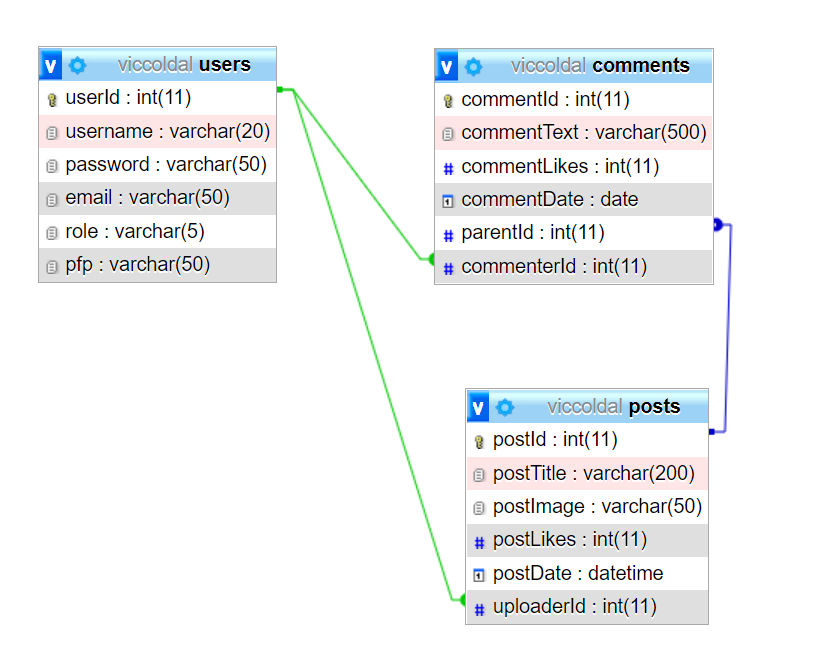 v viccoldal users
userId : int(11)
username : varchar(20)
password : varchar(50)
email : varchar(50)
role : varchar(5)
pfp : varchar(50)
v viccoldal comments
commentId : int(11)
commentText : varchar(500)
# commentLikes : int(11)
commentDate : date
# parentId : int(11)
# commenterId : int(11)
v viccoldal posts
postId : int(11)
postTitle : varchar(200)
postImage : varchar(50)
# postLikes : int(11)
postDate : datetime
# uploaderId : int(11)